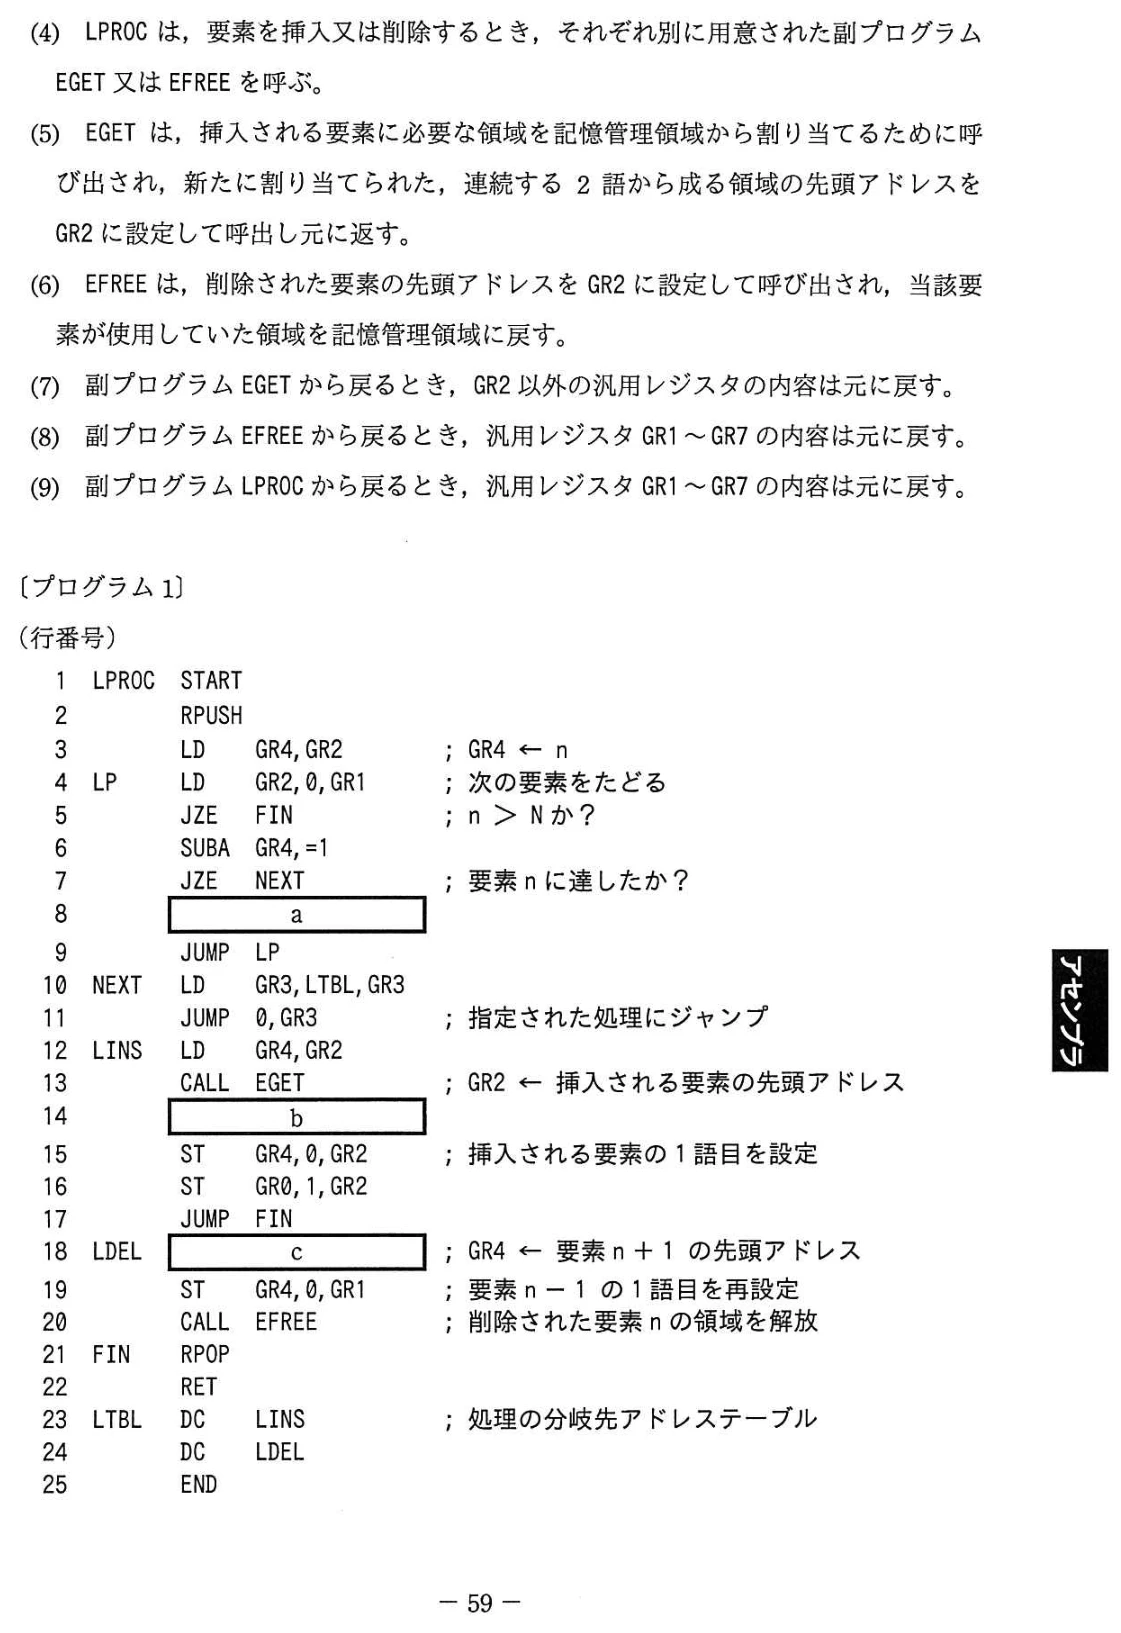 (4) LPROC は，要素を挿入又は削除するとき，それぞれ別に用意された副プログラム
EGET 又は EFREE を呼ぶ。
(5) EGET は，挿入される要素に必要な領域を記憶管理領域から割り当てるために呼
び出され，新たに割り当てられた，連続する 2 語から成る領域の先頭アドレスを
GR2 に設定して呼出し元に返す。
(6) EFREE は，削除された要素の先頭アドレスを GR2 に設定して呼び出され，当該要
素が使用していた領域を記憶管理領域に戻す。
(7) 副プログラム EGET から戻るとき，GR2 以外の汎用レジスタの内容は元に戻す。
(8) 副プログラム EFREE から戻るとき，汎用レジスタ GR1～GR7 の内容は元に戻す。
(9) 副プログラム LPROC から戻るとき，汎用レジスタ GR1～GR7 の内容は元に戻す。
〔プログラム 1〕
（行番号）
1 LPROC START
2 RPUSH
3 LD GR4,GR2 ; GR4 ← n
4 LP LD GR2,0,GR1 ; 次の要素をたどる
5 JZE FIN ; n ＞ N か？
6 SUBA GR4,=1
7 JZE NEXT ; 要素 n に達したか？
8 a
9 JUMP LP
10 NEXT LD GR3,LTBL,GR3
11 JUMP 0,GR3 ; 指定された処理にジャンプ
12 LINS LD GR4,GR2
13 CALL EGET ; GR2 ← 挿入される要素の先頭アドレス
14 b
15 ST GR4,0,GR2 ; 挿入される要素の 1 語目を設定
16 ST GR0,1,GR2
17 JUMP FIN
18 LDEL c ; GR4 ← 要素 n＋1 の先頭アドレス
19 ST GR4,0,GR1 ; 要素 n－1 の 1 語目を再設定
20 CALL EFREE ; 削除された要素 n の領域を解放
21 FIN RPOP
22 RET
23 LTBL DC LINS ; 処理の分岐先アドレステーブル
24 DC LDEL
25 END
アセンブラ
－ 59 －